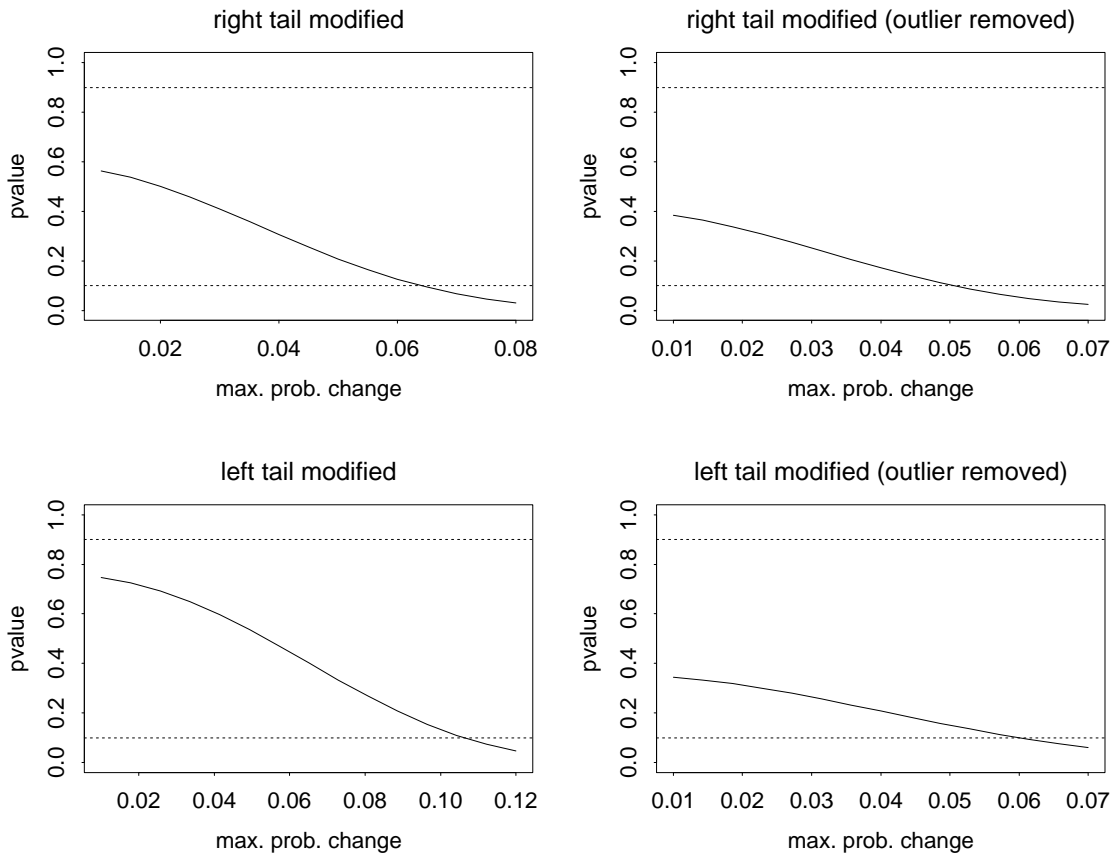 right tail modified
pvalue
0.0 0.2 0.4 0.6 0.8 1.0
0.02 0.04 0.06 0.08
max. prob. change
right tail modified (outlier removed)
pvalue
0.0 0.2 0.4 0.6 0.8 1.0
0.01 0.02 0.03 0.04 0.05 0.06 0.07
max. prob. change
left tail modified
pvalue
0.0 0.2 0.4 0.6 0.8 1.0
0.02 0.04 0.06 0.08 0.10 0.12
max. prob. change
left tail modified (outlier removed)
pvalue
0.0 0.2 0.4 0.6 0.8 1.0
0.01 0.02 0.03 0.04 0.05 0.06 0.07
max. prob. change